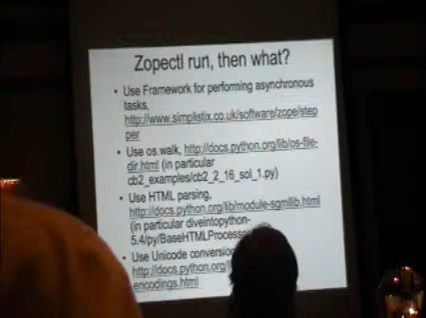 Zopectl run, then what?
• Use Framework for performing asynchronous
tasks,
http://www.simplistix.co.uk/software/zope/step
per
• Use os.walk, http://docs.python.org/lib/os-file-
dir.html (in particular
cb2_examples/cb2_2_16_sol_1.py)
• Use HTML parsing,
http://docs.python.org/lib/module-sgmllib.html
(in particular diveintopython-
5.4/py/BaseHTMLProcesso
• Use Unicode conversio
http://docs.python.org/
encodings.html